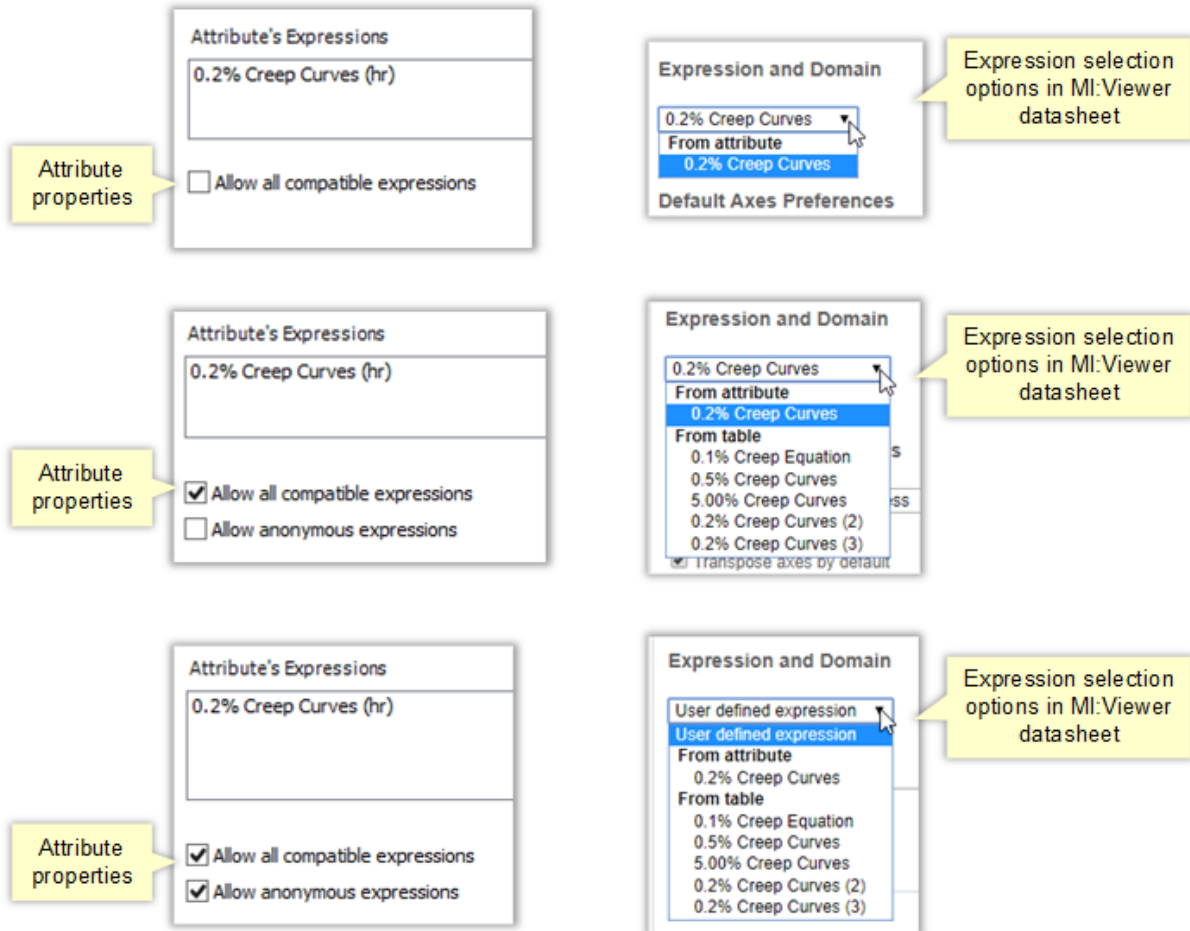 Attribute's Expressions
0.2% Creep Curves (hr)
Attribute
properties
Allow all compatible expressions
Expression and Domain
0.2% Creep Curves
From attribute
0.2% Creep Curves
Default Axes Preferences
Expression selection
options in MI:Viewer
datasheet
Attribute's Expressions
0.2% Creep Curves (hr)
Attribute
properties
Allow all compatible expressions
Allow anonymous expressions
Expression and Domain
0.2% Creep Curves
From attribute
0.2% Creep Curves
From table
0.1% Creep Equation
s
0.5% Creep Curves
5.00% Creep Curves
ess
0.2% Creep Curves (2)
0.2% Creep Curves (3)
Transpose axes by default
Expression selection
options in MI:Viewer
datasheet
Attribute's Expressions
0.2% Creep Curves (hr)
Attribute
properties
Allow all compatible expressions
Allow anonymous expressions
Expression and Domain
User defined expression
User defined expression
From attribute
0.2% Creep Curves
From table
0.1% Creep Equation
0.5% Creep Curves
5.00% Creep Curves
0.2% Creep Curves (2)
0.2% Creep Curves (3)
Expression selection
options in MI:Viewer
datasheet